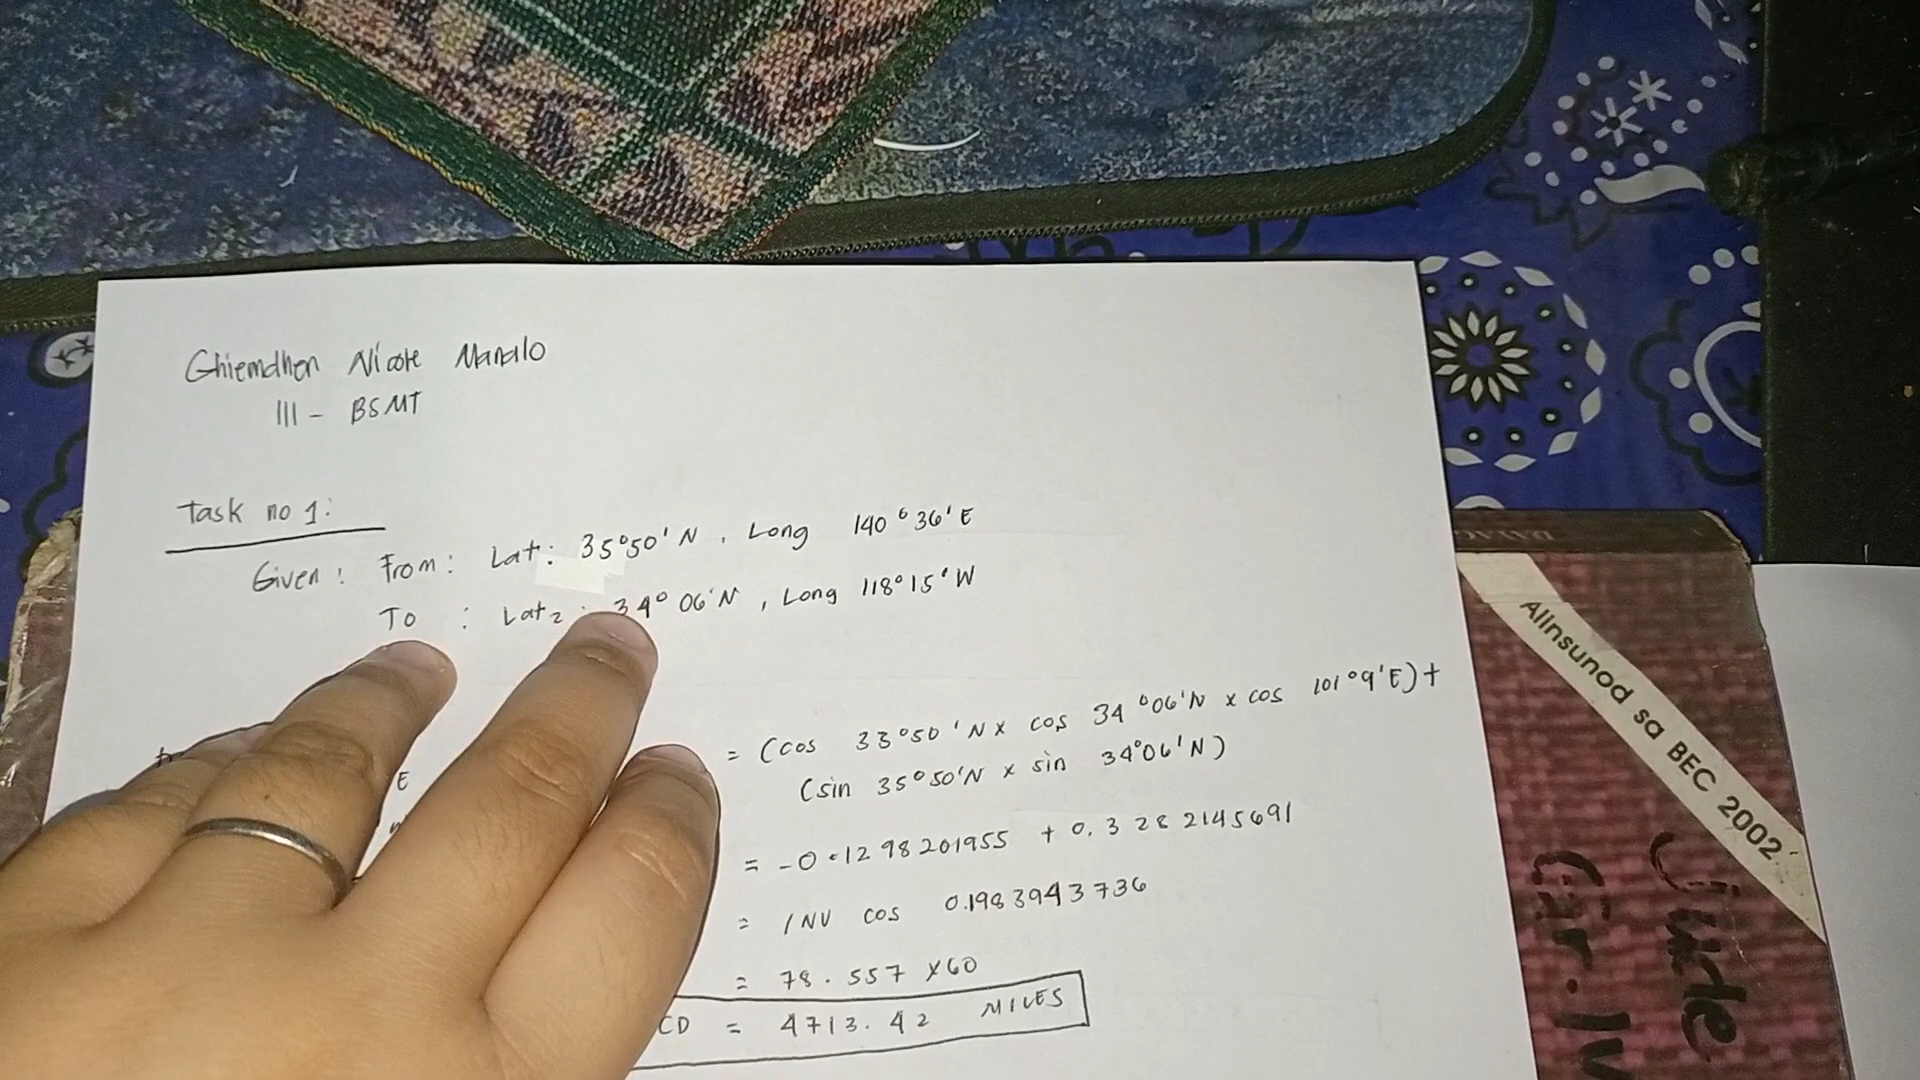 Ghiemdhen Nicole Manalo
III - BSMT
Task no 1:
Given: From: Lat: 35°50'N, Long 140°36'E
To : Lat2: 34°06'N, Long 118°15'W
= (cos 33°50'N x cos 34°06'N x cos 101°9'E) +
(sin 35°50'N x sin 34°06'N)
E
= -0.1298201955 + 0.3282145691
= INV cos 0.1983943736
= 78.557 x60
CD = 4713.42 MILES
Alinsunod sa BEC 2002